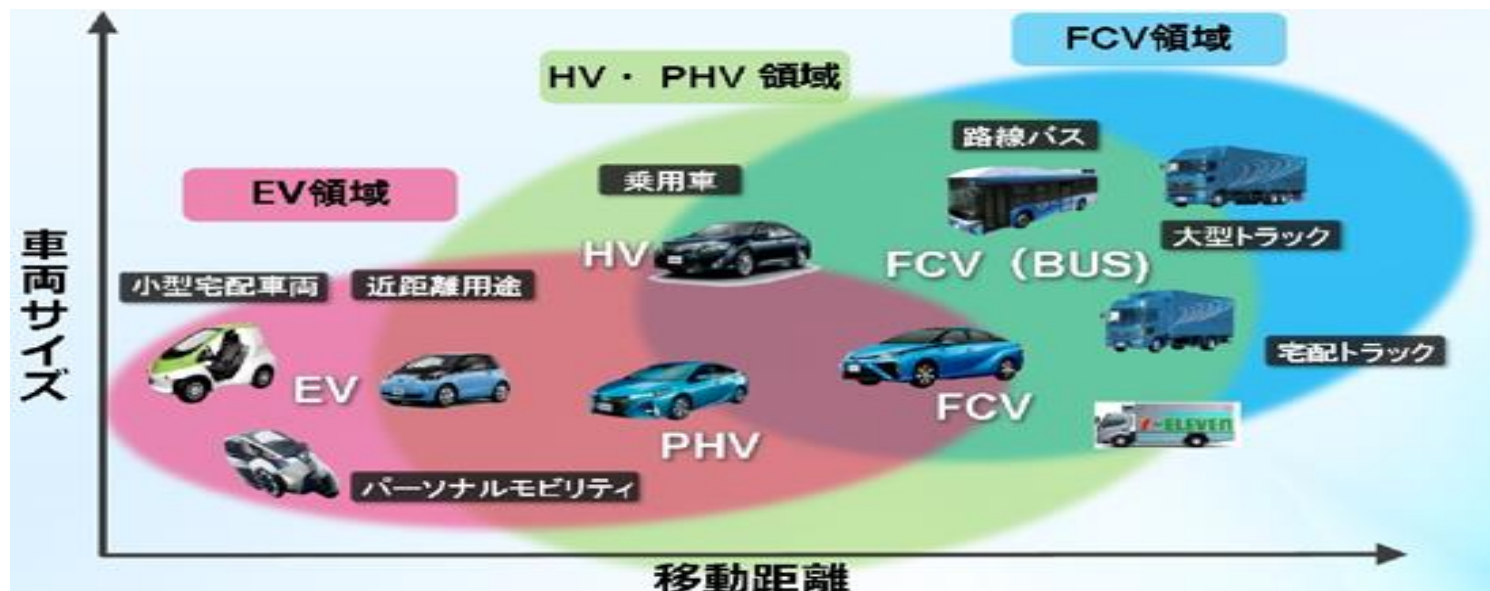 FCV領域
HV・ PHV 領域
路線バス
乗用車
EV領域
HV
大型トラック
FCV (BUS)
小型宅配車両
近距離用途
宅配トラック
EV
FCV
PHV
ELEVEN
パーソナルモビリティ
車両サイズ
移動距離